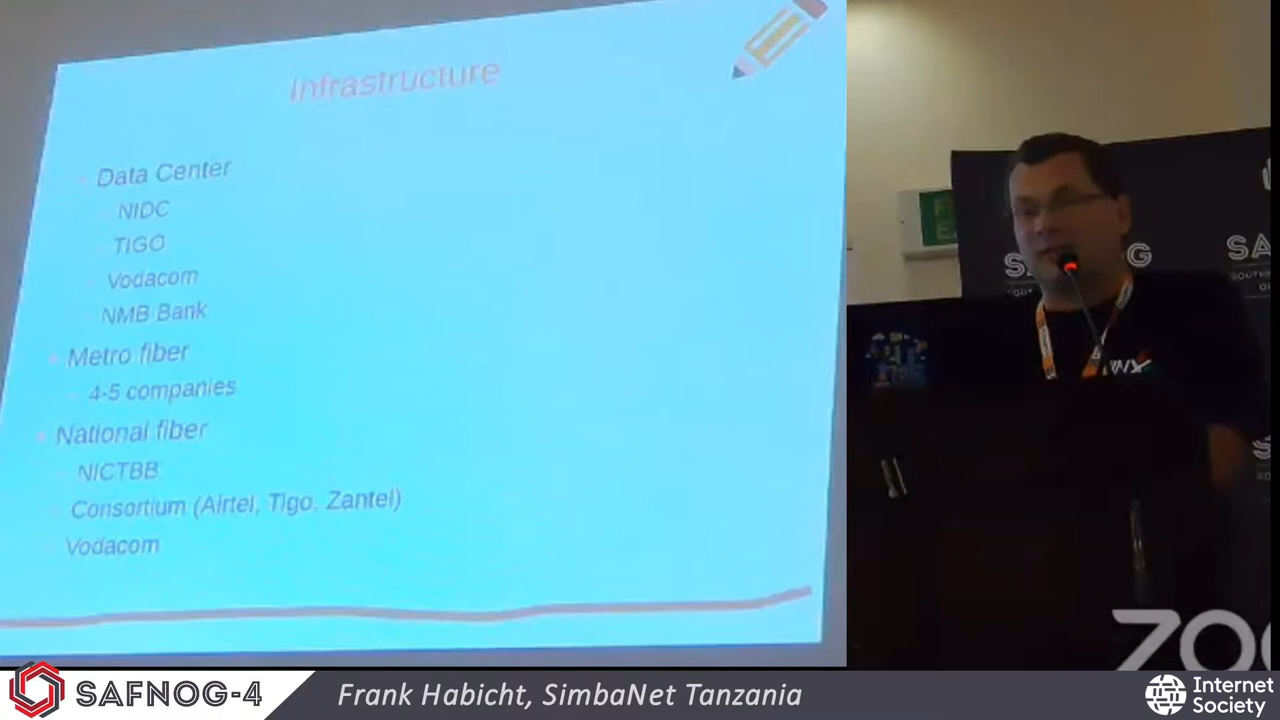 Infrastructure
Data Center
NIDC
TIGO
Vodacom
NMB Bank
Metro fiber
4-5 companies
National fiber
NICTBB
Consortium (Airtel, Tigo, Zantel)
Vodacom
SAFNOG-4
Frank Habicht, SimbaNet Tanzania
Internet
Society